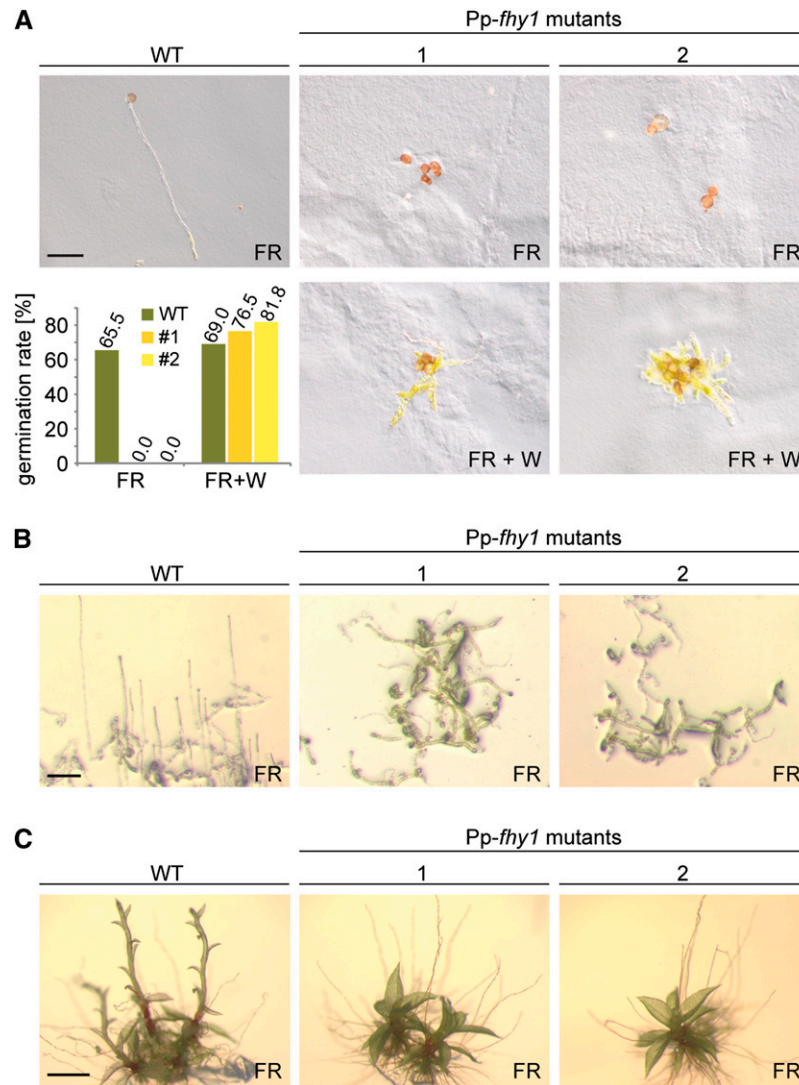 A
Pp-fhy1 mutants
WT
1
2
FR
FR
FR
germination rate [%]
80
60
40
20
0
65.5
0.0
0.0
69.0
76.5
81.8
WT
#1
#2
FR
FR+W
FR + W
FR + W
B
Pp-fhy1 mutants
WT
1
2
FR
FR
FR
C
Pp-fhy1 mutants
WT
1
2
FR
FR
FR